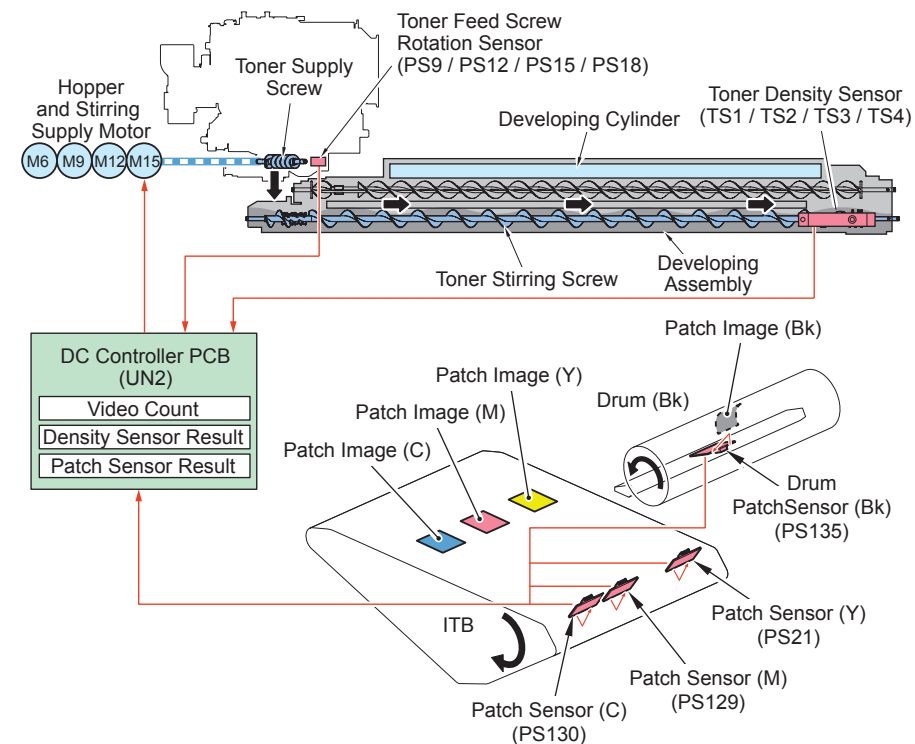 Toner Feed Screw
Rotation Sensor
(PS9 / PS12 / PS15 / PS18)
Toner Supply
Screw
Hopper
and Stirring
Supply Motor
M6 M9 M12 M15
Toner Density Sensor
(TS1 / TS2 / TS3 / TS4)
Developing Cylinder
Toner Stirring Screw
Developing
Assembly
DC Controller PCB
(UN2)
Video Count
Density Sensor Result
Patch Sensor Result
Patch Image (Bk)
Drum (Bk)
Patch Image (Y)
Patch Image (M)
Patch Image (C)
Drum
PatchSensor (Bk)
(PS135)
ITB
Patch Sensor (Y)
(PS21)
Patch Sensor (M)
(PS129)
Patch Sensor (C)
(PS130)